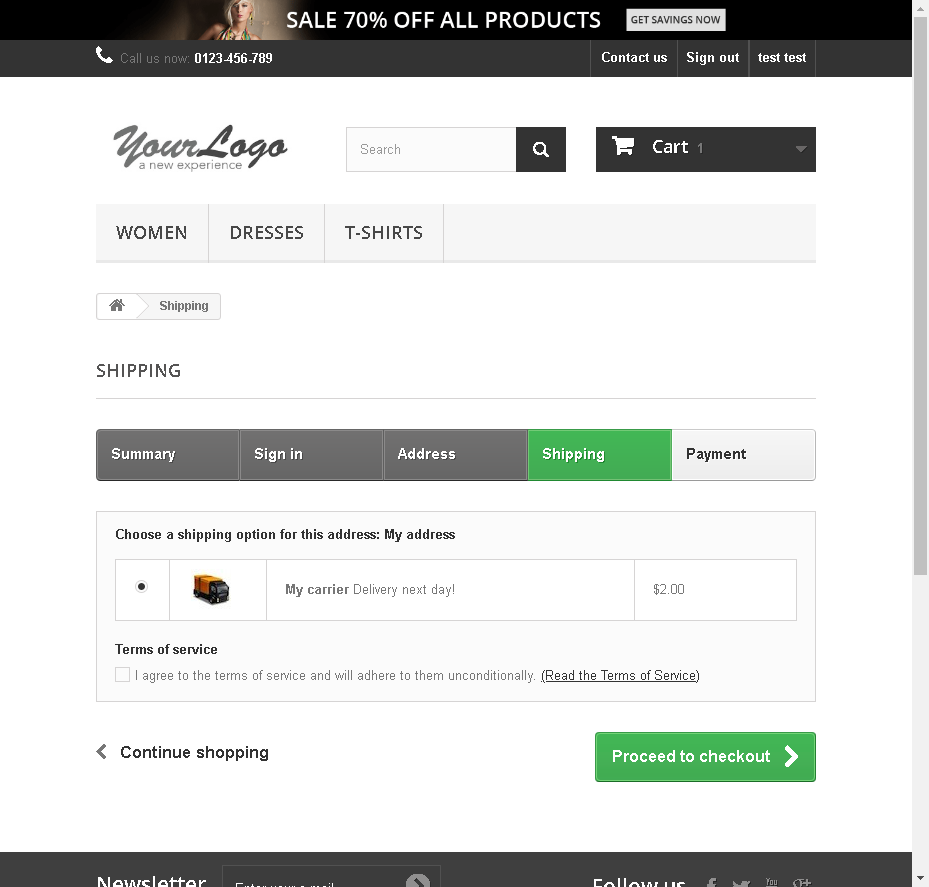 SALE 70% OFF ALL PRODUCTS GET SAVINGS NOW
Call us now: 0123-456-789 Contact us Sign out test test
YourLogo
a new experience
Search
Cart 1
WOMEN DRESSES T-SHIRTS
Shipping
SHIPPING
Summary Sign in Address Shipping Payment
Choose a shipping option for this address: My address
My carrier Delivery next day! $2.00
Terms of service
I agree to the terms of service and will adhere to them unconditionally. (Read the Terms of Service)
Continue shopping Proceed to checkout
Newsletter Enter your e-mail Follow us